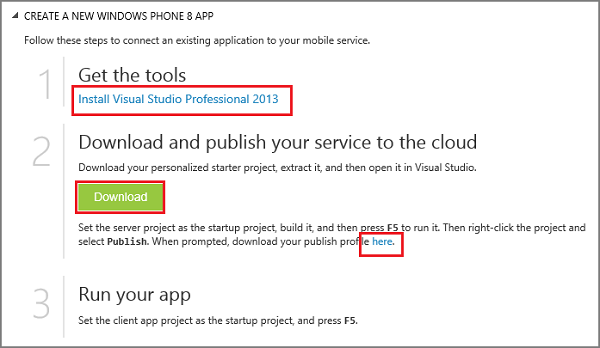 CREATE A NEW WINDOWS PHONE 8 APP
Follow these steps to connect an existing application to your mobile service.
1
Get the tools
Install Visual Studio Professional 2013
2
Download and publish your service to the cloud
Download your personalized starter project, extract it, and then open it in Visual Studio.
Download
Set the server project as the startup project, build it, and then press F5 to run it. Then right-click the project and
select Publish. When prompted, download your publish profile here.
3
Run your app
Set the client app project as the startup project, and press F5.